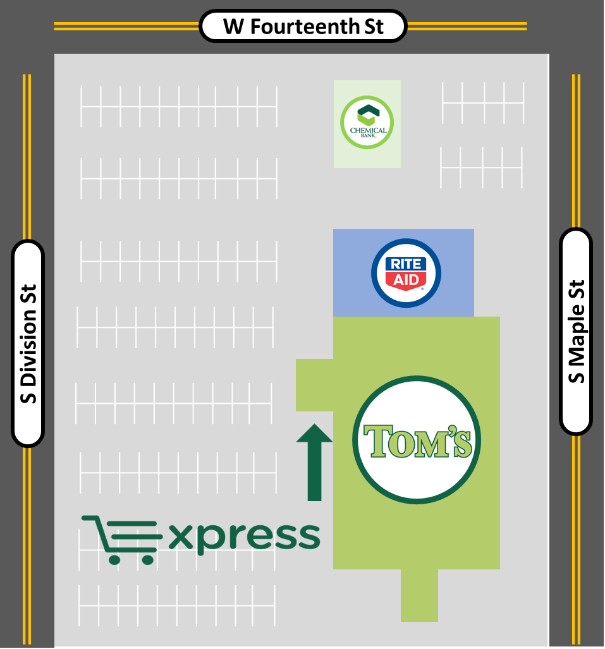 W Fourteenth St
CHEMICAL
BANK
RITE
AID
S Division St
S Maple St
TOM'S
xpress